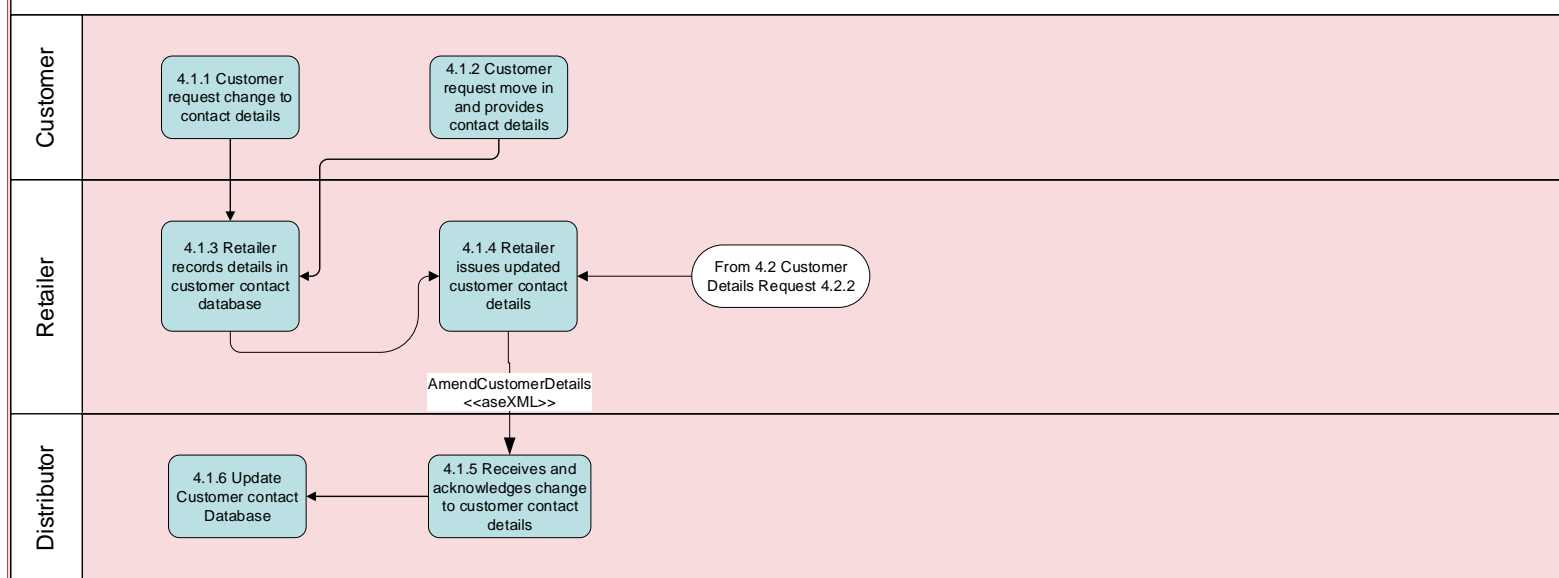 Customer
4.1.1 Customer
request change to
contact details
4.1.2 Customer
request move in
and provides
contact details
Retailer
4.1.3 Retailer
records details in
customer contact
database
4.1.4 Retailer
issues updated
customer contact
details
From 4.2 Customer
Details Request 4.2.2
AmendCustomerDetails
<<aseXML>>
Distributor
4.1.6 Update
Customer contact
Database
4.1.5 Receives and
acknowledges change
to customer contact
details